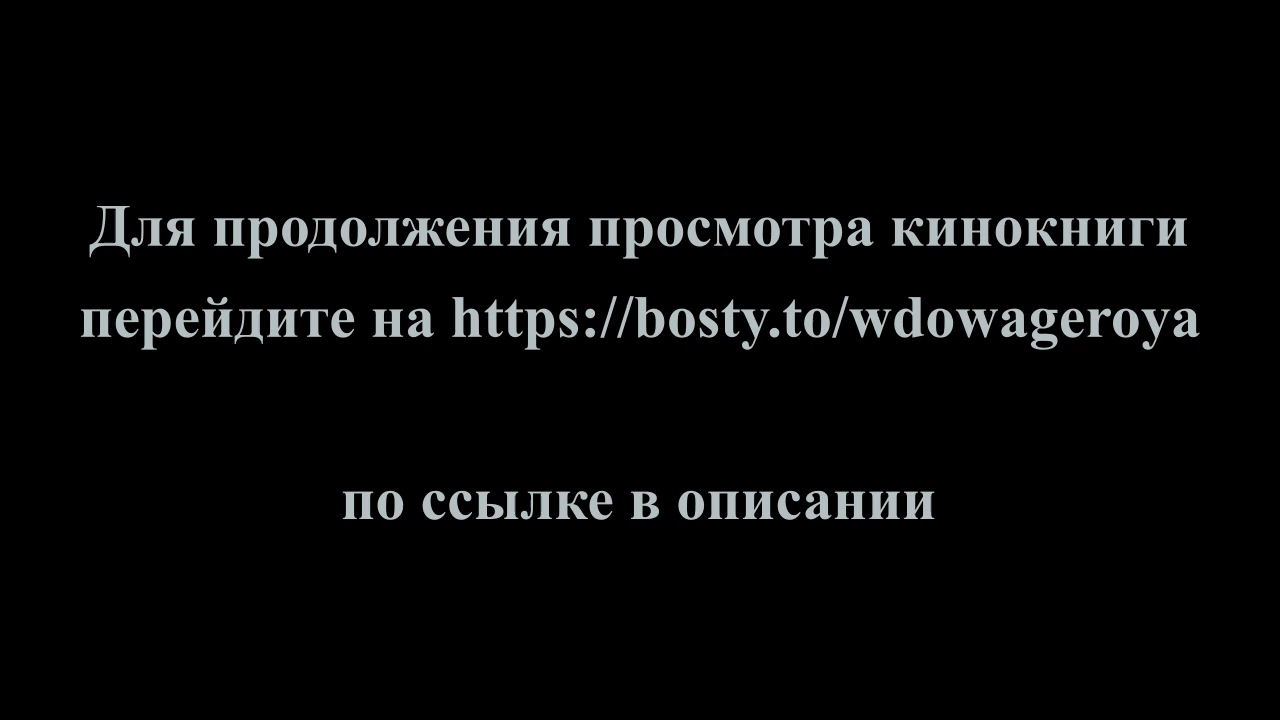 Для продолжения просмотра кинокниги
перейдите на https://bosty.to/wdowageroya
по ссылке в описании